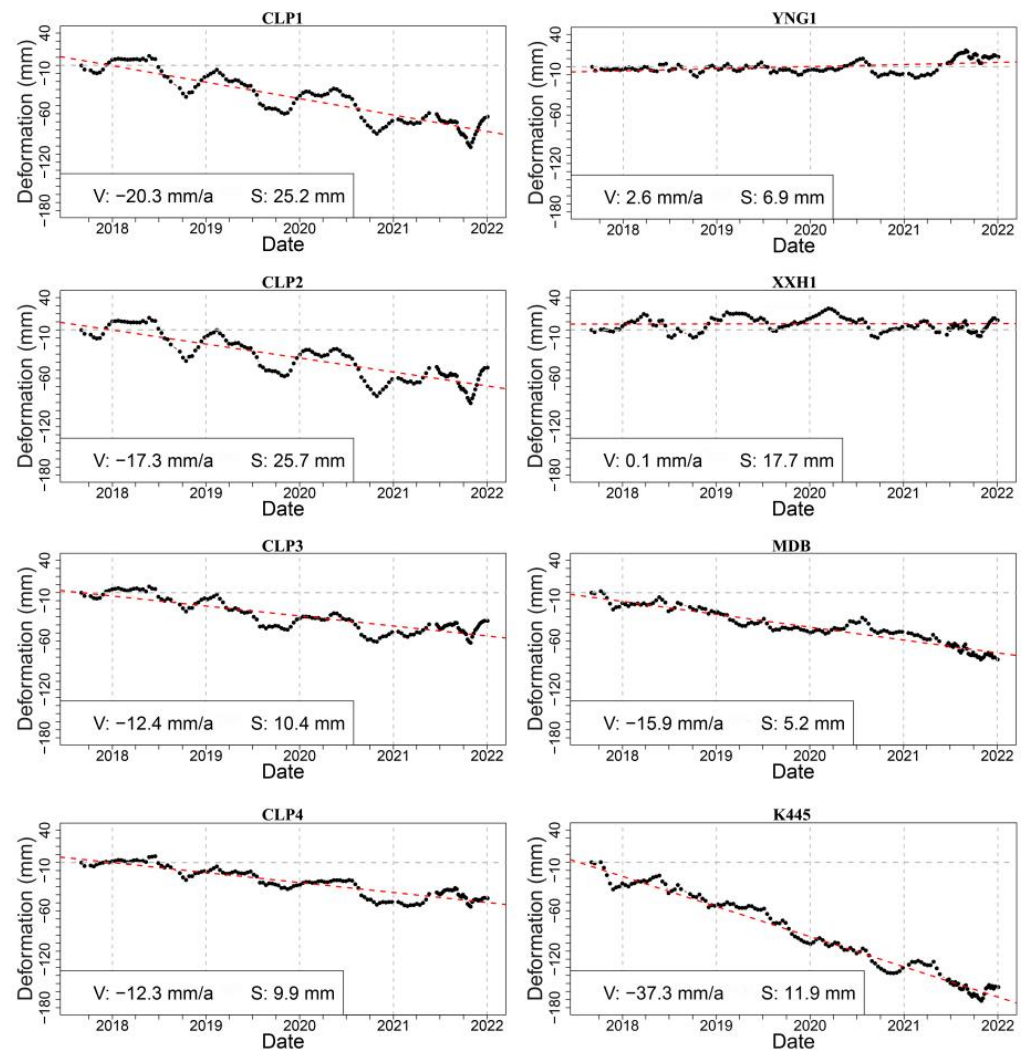 CLP1
Deformation (mm)
40
−10
−60
−120
−180
V: −20.3 mm/a S: 25.2 mm
2018 2019 2020 2021 2022
Date
YNG1
Deformation (mm)
40
−10
−60
−120
−180
V: 2.6 mm/a S: 6.9 mm
2018 2019 2020 2021 2022
Date
CLP2
Deformation (mm)
40
−10
−60
−120
−180
V: −17.3 mm/a S: 25.7 mm
2018 2019 2020 2021 2022
Date
XXH1
Deformation (mm)
40
−10
−60
−120
−180
V: 0.1 mm/a S: 17.7 mm
2018 2019 2020 2021 2022
Date
CLP3
Deformation (mm)
40
−10
−60
−120
−180
V: −12.4 mm/a S: 10.4 mm
2018 2019 2020 2021 2022
Date
MDB
Deformation (mm)
40
−10
−60
−120
−180
V: −15.9 mm/a S: 5.2 mm
2018 2019 2020 2021 2022
Date
CLP4
Deformation (mm)
40
−10
−60
−120
−180
V: −12.3 mm/a S: 9.9 mm
2018 2019 2020 2021 2022
Date
K445
Deformation (mm)
40
−10
−60
−120
−180
V: −37.3 mm/a S: 11.9 mm
2018 2019 2020 2021 2022
Date